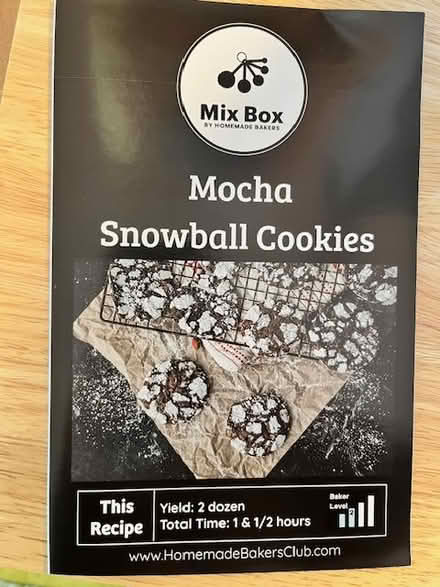 Mix Box
BY HOMEMADE BAKERS
Mocha
Snowball Cookies
This
Recipe
Yield: 2 dozen
Total Time: 1 & 1/2 hours
Baker
Level
2
www.HomemadeBakersClub.com